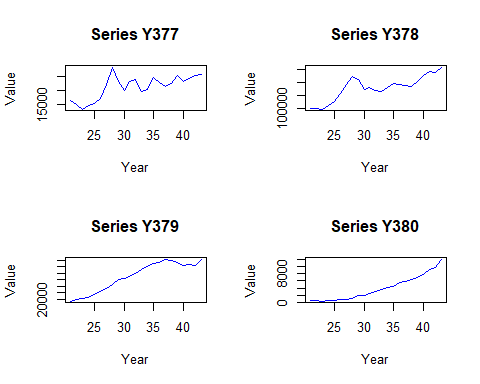 Series Y377
Value
15000
25 30 35 40
Year
Series Y378
Value
100000
25 30 35 40
Year
Series Y379
Value
20000
25 30 35 40
Year
Series Y380
Value
0 8000
25 30 35 40
Year